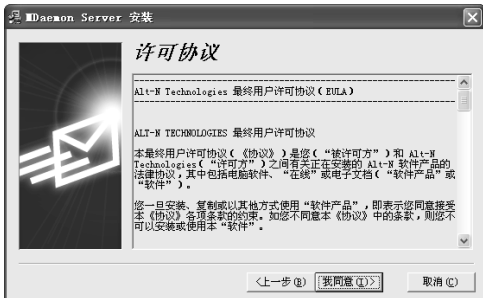 MDaemon Server 安装
许可协议
Alt-N Technologies 最终用户许可协议(EULA)
ALT-N TECHNOLOGIES 最终用户许可协议
本最终用户许可协议(《协议》)是您(“被许可方”)和 Alt-N
Technologies(“许可方”)之间有关正在安装的 Alt-N 软件产品的
法律协议,其中包括电脑软件、“在线”或电子文档(“软件产品”或
“软件”)。
您一旦安装、复制或以其他方式使用“软件产品”,即表示您同意接受
本《协议》各项条款的约束。如您不同意本《协议》中的条款,则您不
可以安装或使用本“软件”。
<上一步(B) 我同意(I)> 取消(C)